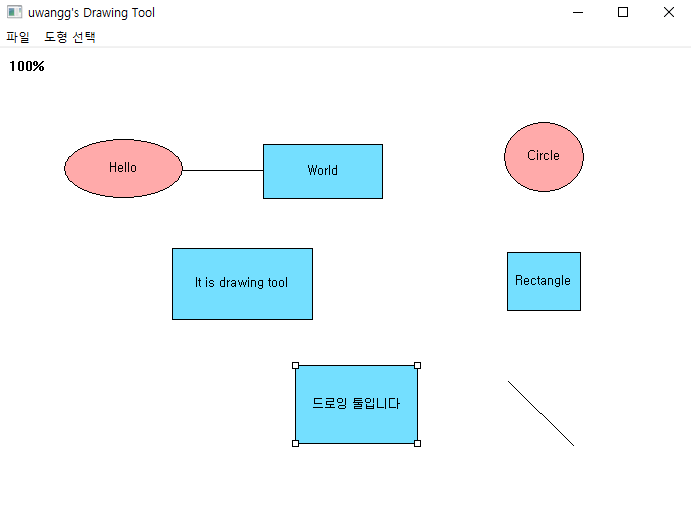 uwangg's Drawing Tool
파일 도형 선택
100%
Hello
World
Circle
It is drawing tool
Rectangle
드로잉 툴입니다